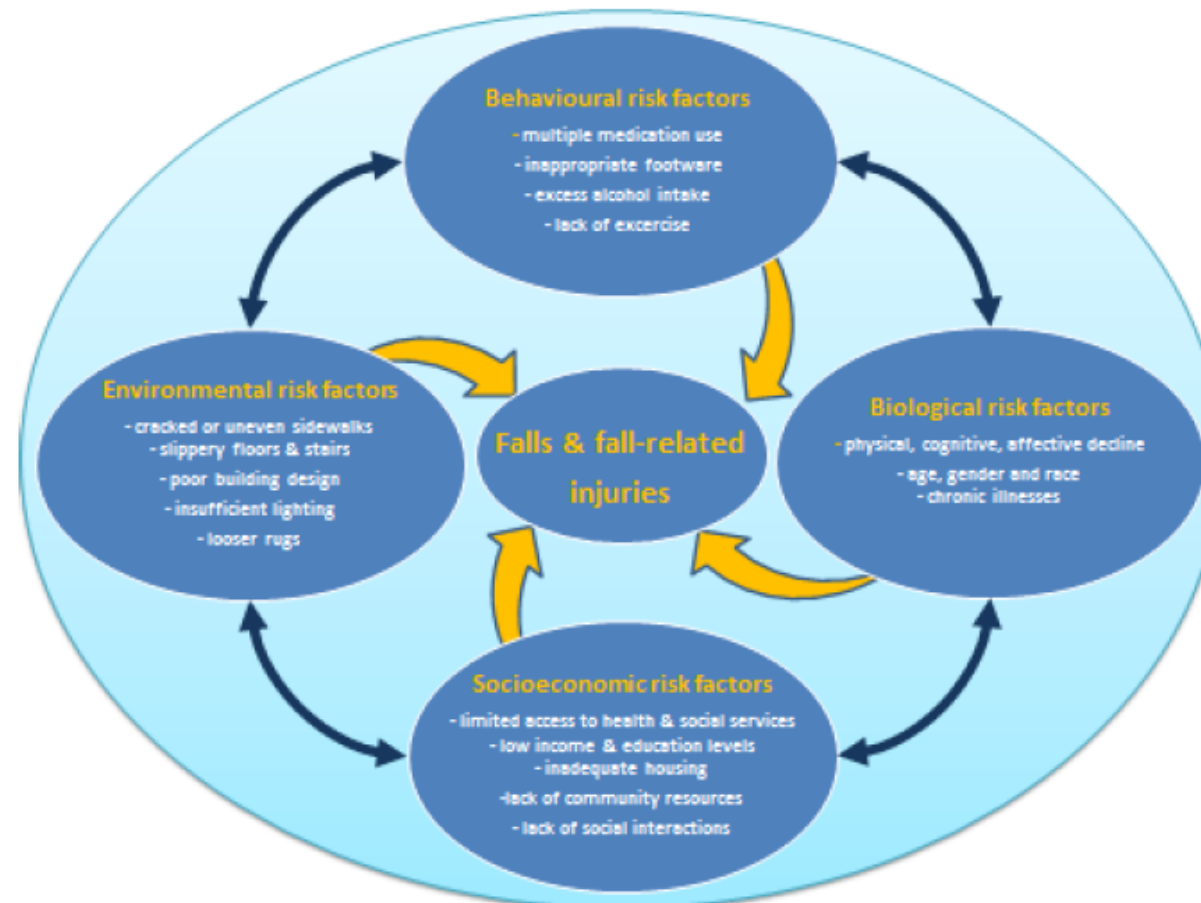 Behavioural risk factors
- multiple medication use
- inappropriate footware
- excess alcohol intake
- lack of excercise
Environmental risk factors
- cracked or uneven sidewalks
- slippery floors & stairs
- poor building design
- insufficient lighting
- looser rugs
Falls & fall-related
injuries
Biological risk factors
- physical, cognitive, affective decline
- age, gender and race
- chronic illnesses
Socioeconomic risk factors
- limited access to health & social services
- low income & education levels
- inadequate housing
-lack of community resources
- lack of social interactions